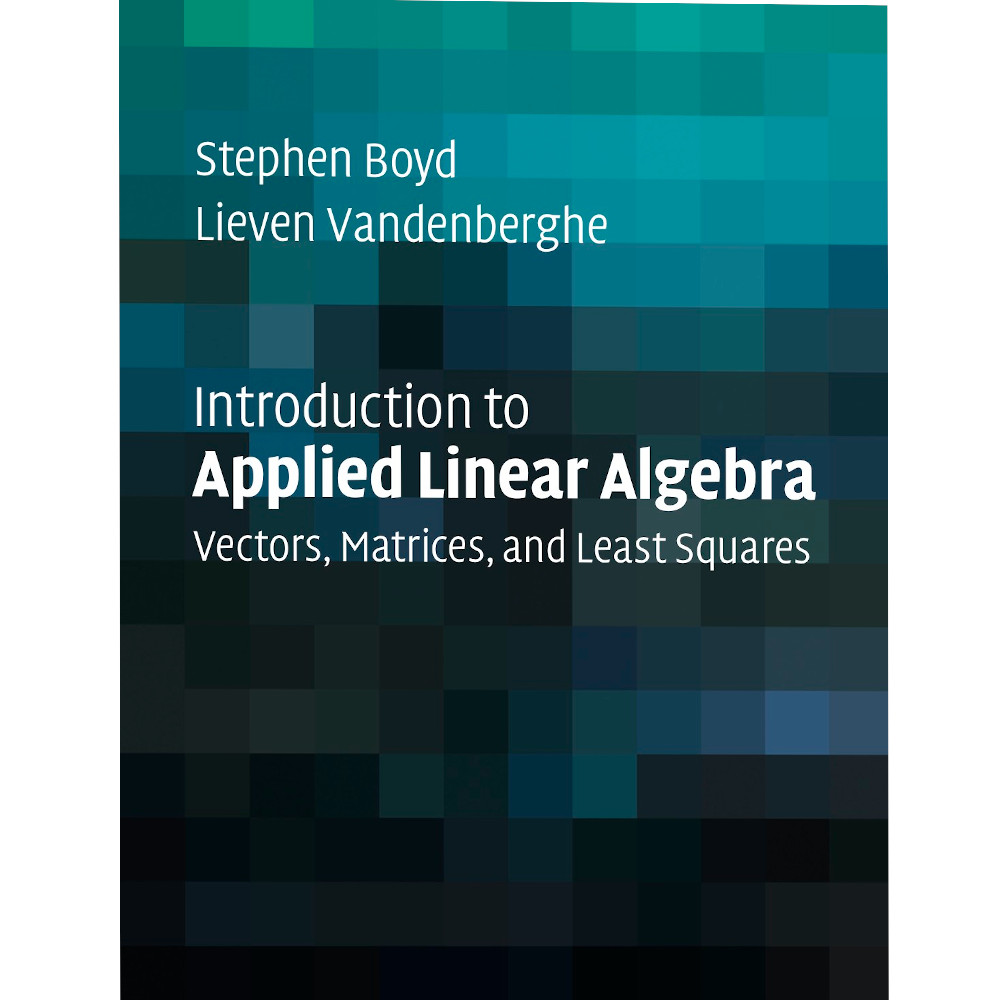 Stephen Boyd
Lieven Vandenberghe
Introduction to
Applied Linear Algebra
Vectors, Matrices, and Least Squares